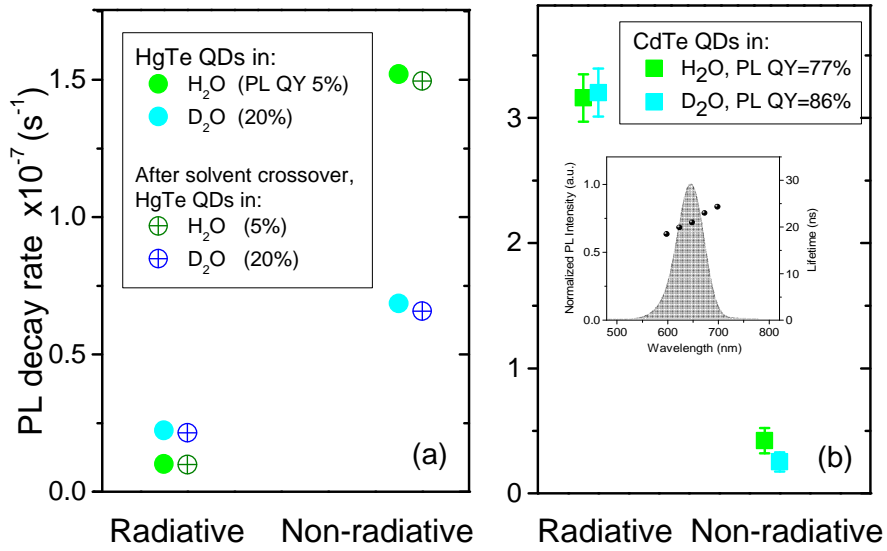 PL decay rate x10⁻⁷ (s⁻¹)
1.5
1.0
0.5
0.0
HgTe QDs in:
H₂O (PL QY 5%)
D₂O (20%)
After solvent crossover,
HgTe QDs in:
H₂O (5%)
D₂O (20%)
(a)
Radiative Non-radiative
3
2
1
0
CdTe QDs in:
H₂O, PL QY=77%
D₂O, PL QY=86%
Normalized PL Intensity (a.u.)
1.0
0.5
0.0
30
20
10
0
Lifetime (ns)
500 600 700 800
Wavelength (nm)
(b)
Radiative Non-radiative